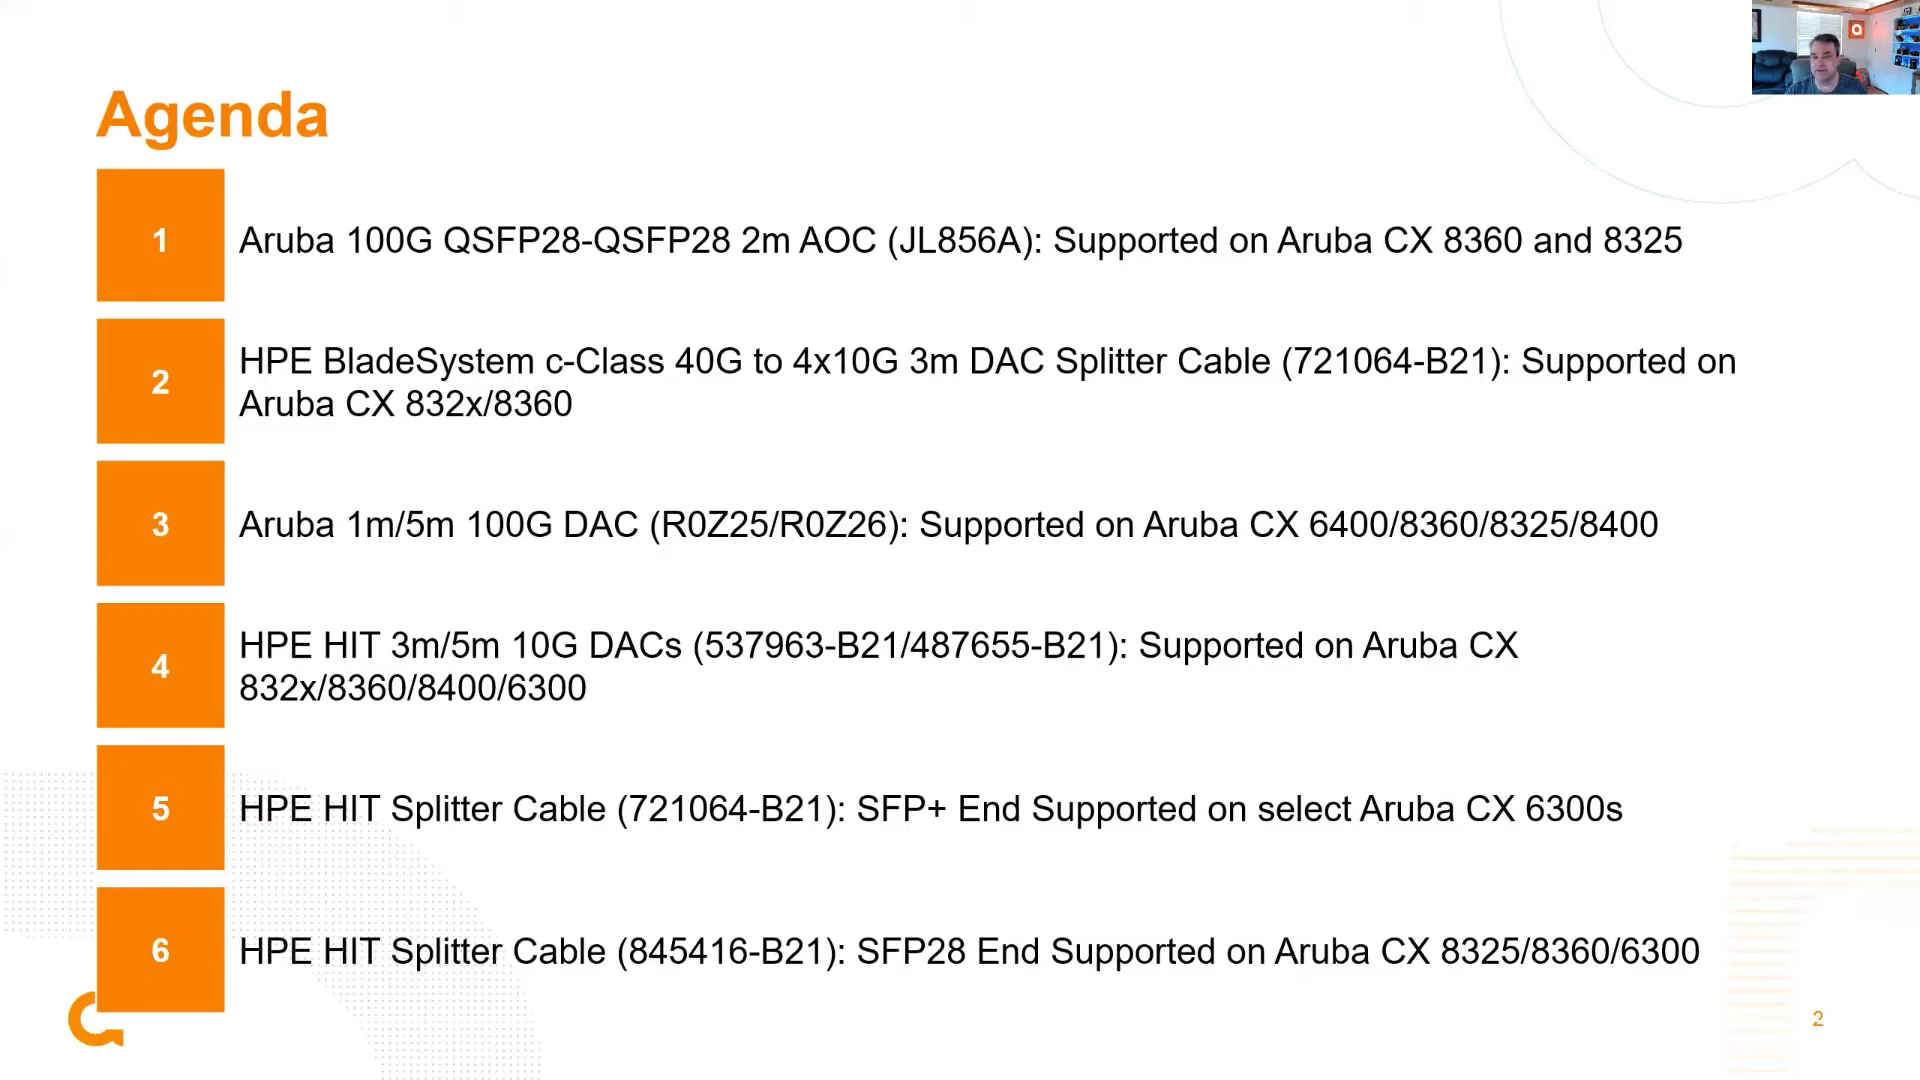 Agenda
1
Aruba 100G QSFP28-QSFP28 2m AOC (JL856A): Supported on Aruba CX 8360 and 8325
2
HPE BladeSystem c-Class 40G to 4x10G 3m DAC Splitter Cable (721064-B21): Supported on
Aruba CX 832x/8360
3
Aruba 1m/5m 100G DAC (R0Z25/R0Z26): Supported on Aruba CX 6400/8360/8325/8400
4
HPE HIT 3m/5m 10G DACs (537963-B21/487655-B21): Supported on Aruba CX
832x/8360/8400/6300
5
HPE HIT Splitter Cable (721064-B21): SFP+ End Supported on select Aruba CX 6300s
6
HPE HIT Splitter Cable (845416-B21): SFP28 End Supported on Aruba CX 8325/8360/6300
2